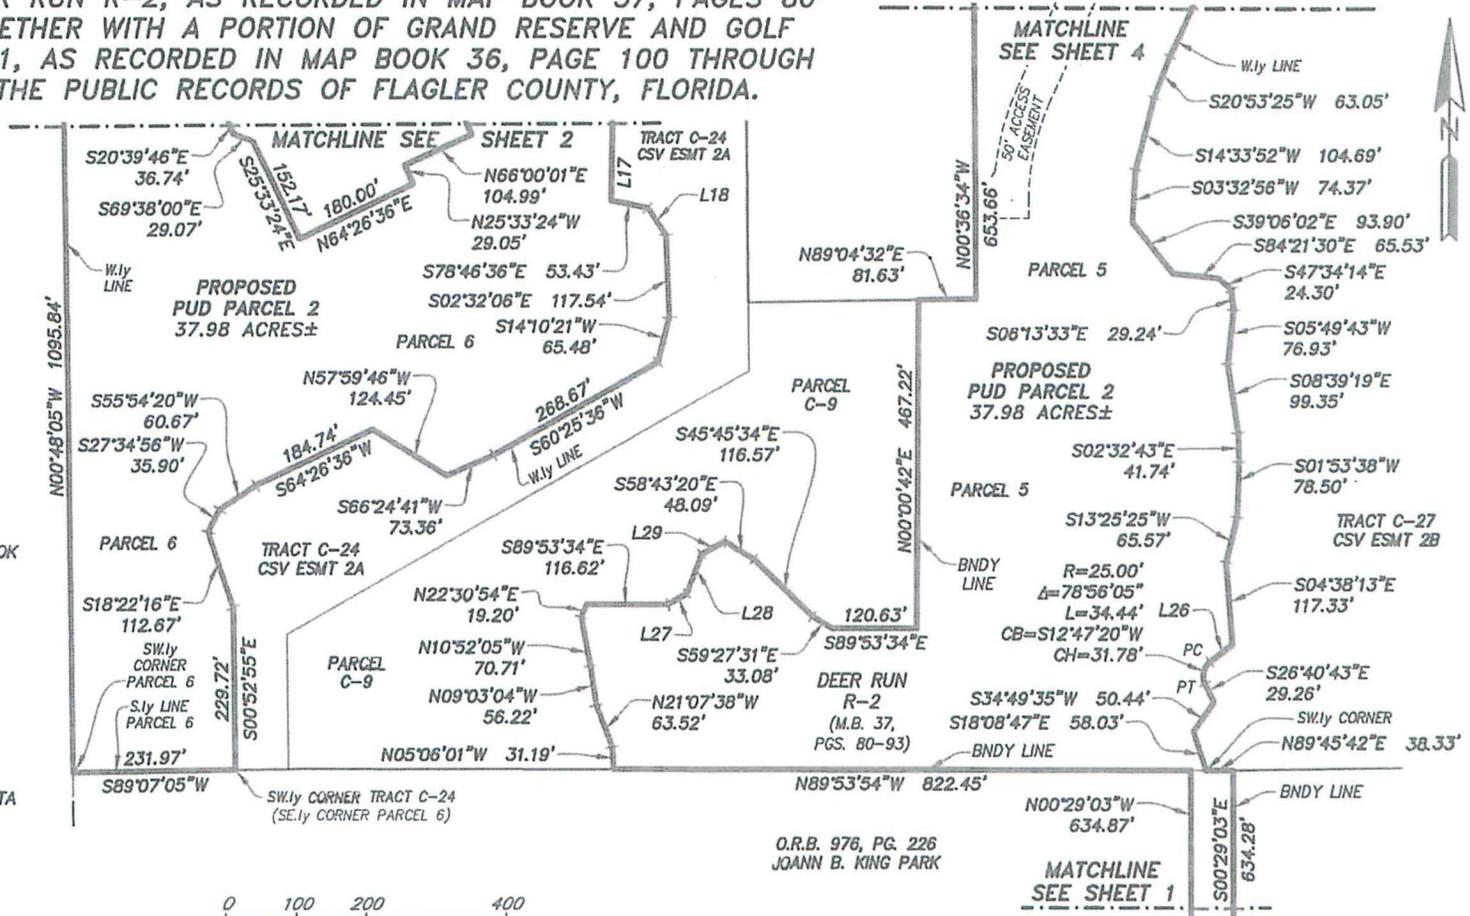 R RUN R-2, AS RECORDED IN MAP BOOK 37, PAGES 80
ETHER WITH A PORTION OF GRAND RESERVE AND GOLF
1, AS RECORDED IN MAP BOOK 36, PAGE 100 THROUGH
THE PUBLIC RECORDS OF FLAGLER COUNTY, FLORIDA.
MATCHLINE SEE SHEET 2
S20°39'46"E
36.74'
S69°38'00"E
29.07'
152.17'
S25°33'24"E
180.00'
N64°26'36"E
N66°00'01"E
104.99'
N25°33'24"W
29.05'
TRACT C-24
CSV ESMT 2A
L17
L18
W.ly
LINE
PROPOSED
PUD PARCEL 2
37.98 ACRES±
S78°46'36"E 53.43'
S02°32'06"E 117.54'
S14°10'21"W
65.48'
PARCEL 6
N00°48'05"W 1095.84'
N57°59'46"W
124.45'
S55°54'20"W
60.67'
S27°34'56"W
35.90'
184.74'
S64°26'36"W
268.67'
S60°25'36"W
W.ly LINE
S66°24'41"W
73.36'
PARCEL 6
TRACT C-24
CSV ESMT 2A
S18°22'16"E
112.67'
SW.ly
CORNER
PARCEL 6
S.ly LINE
PARCEL 6
229.72'
S00°52'55"E
231.97'
S89°07'05"W
SW.ly CORNER TRACT C-24
(SE.ly CORNER PARCEL 6)
OK
TA
PARCEL
C-9
MATCHLINE
SEE SHEET 4
50' ACCESS
EASEMENT
N00°36'34"W
653.66'
N89°04'32"E
81.63'
PARCEL 5
W.ly LINE
S20°53'25"W 63.05'
S14°33'52"W 104.69'
S03°32'56"W 74.37'
S39°06'02"E 93.90'
S84°21'30"E 65.53'
S47°34'14"E
24.30'
S06°13'33"E 29.24'
S05°49'43"W
76.93'
PROPOSED
PUD PARCEL 2
37.98 ACRES±
S08°39'19"E
99.35'
PARCEL
C-9
N00°00'42"E 467.22'
S02°32'43"E
41.74'
S01°53'38"W
78.50'
PARCEL 5
S13°25'25"W
65.57'
TRACT C-27
CSV ESMT 2B
S45°45'34"E
116.57'
S58°43'20"E
48.09'
L29
S89°53'34"E
116.62'
N22°30'54"E
19.20'
L27
L28
N10°52'05"W
70.71'
N09°03'04"W
56.22'
N21°07'38"W
63.52'
N05°06'01"W 31.19'
S59°27'31"E
33.08'
120.63'
S89°53'34"E
BNDY
LINE
R=25.00'
Δ=78°56'05"
L=34.44'
CB=S12°47'20"W
CH=31.78'
L26
S04°38'13"E
117.33'
PC
PT
S26°40'43"E
29.26'
S34°49'35"W 50.44'
S18°08'47"E 58.03'
SW.ly CORNER
N89°45'42"E 38.33'
DEER RUN
R-2
(M.B. 37,
PGS. 80-93)
BNDY LINE
N89°53'54"W 822.45'
N00°29'03"W
634.87'
S00°29'03"E
634.28'
BNDY LINE
O.R.B. 976, PG. 226
JOANN B. KING PARK
MATCHLINE
SEE SHEET 1
N
0 100 200 400